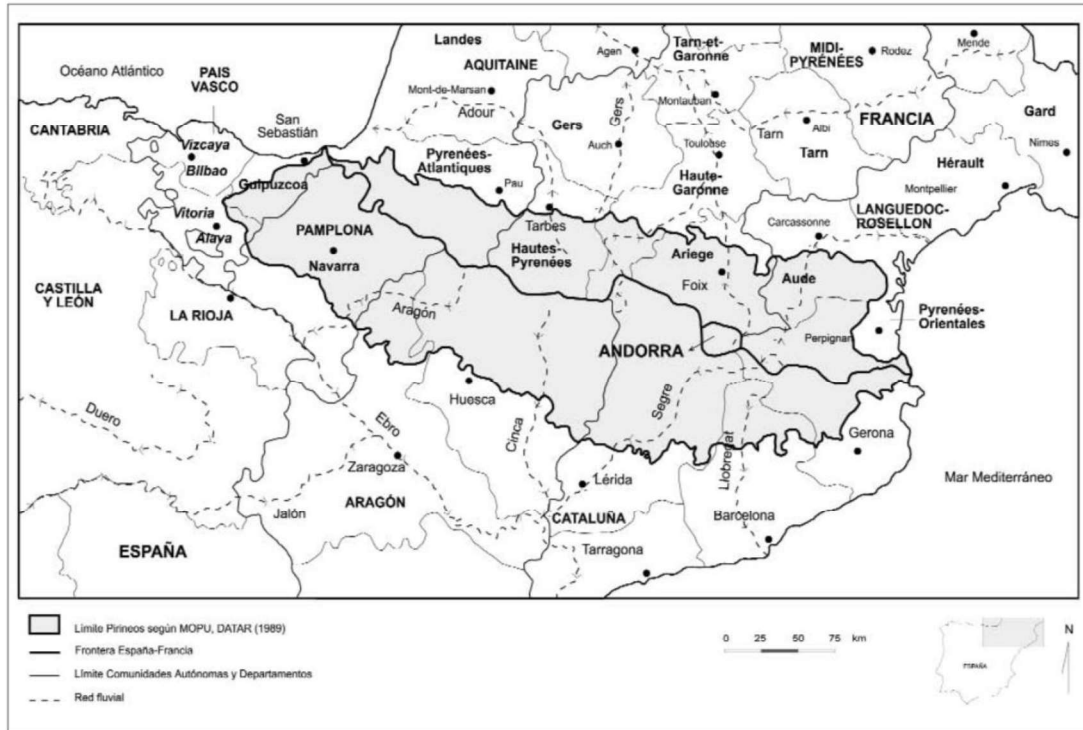 Landes
AQUITAINE
Mont-de-Marsan
Adour
Agen
Tarn-et-
Garonne
Montauban
MIDI-
PYRÉNÉES
Rodez
Mende
Océano Atlántico
PAIS
VASCO
CANTABRIA
San
Sebastián
Vizcaya
Bilbao
Guipuzcoa
Vitoria
Alava
Pyrenées-
Atlantiques
Pau
Gers
Gers
Auch
Toulouse
Haute-
Garonne
Tarn
Albi
Tarn
FRANCIA
Gard
Nimes
Hérault
Montpellier
LANGUEDOC-
ROSELLON
Carcassonne
PAMPLONA
Navarra
Tarbes
Hautes-
Pyrenées
Ariege
Foix
Aude
Pyrenées-
Orientales
Perpignan
CASTILLA
Y LEÓN
LA RIOJA
Aragón
ANDORRA
Duero
Ebro
Huesca
Cinca
Segre
Llobregat
Gerona
Zaragoza
Jalón
ARAGÓN
Lérida
CATALUÑA
Barcelona
Tarragona
Mar Mediterráneo
ESPAÑA
Límite Pirineos según MOPU, DATAR (1989)
Frontera España-Francia
Límite Comunidades Autónomas y Departamentos
Red fluvial
0 25 50 75 km
ESPAÑA
N